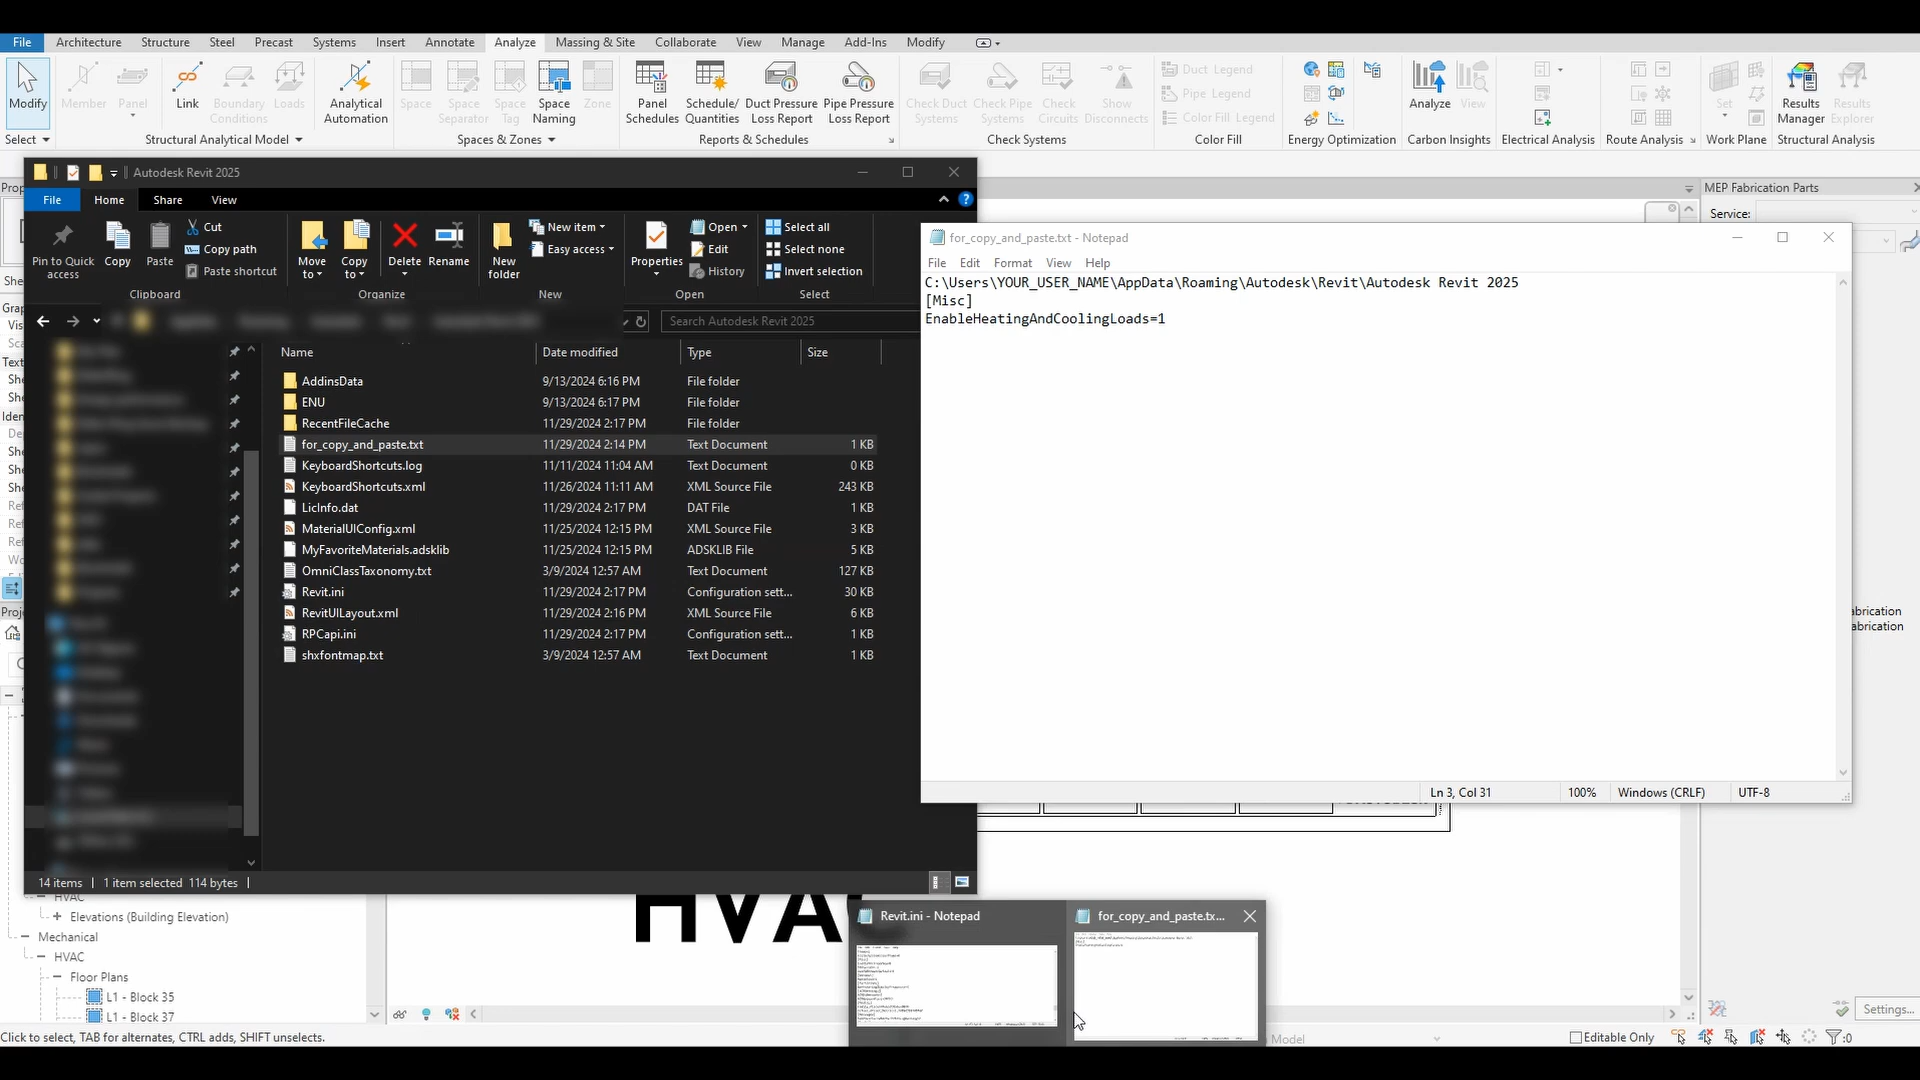 File Architecture Structure Steel Precast Systems Insert Annotate Analyze Massing & Site Collaborate View Manage Add-Ins Modify
Modify Member Panel Link Boundary Conditions Loads Analytical Automation Space Space Separator Space Tag Space Naming Zone Panel Schedules Schedule/ Quantities Duct Pressure Loss Report Pipe Pressure Loss Report Check Duct Systems Check Pipe Systems Check Circuits Show Disconnects Duct Legend Pipe Legend Color Fill Legend Analyze View Set Results Manager Results Explorer
Select Structural Analytical Model Spaces & Zones Reports & Schedules Check Systems Color Fill Energy Optimization Carbon Insights Electrical Analysis Route Analysis Work Plane Structural Analysis
Autodesk Revit 2025
MEP Fabrication Parts
Service:
File Home Share View
Pin to Quick access Copy Paste Cut Copy path Paste shortcut Move to Copy to Delete Rename New folder New item Easy access Properties Open Edit History Select all Select none Invert selection
Clipboard Organize New Open Select
Search Autodesk Revit 2025
Name Date modified Type Size
AddinsData 9/13/2024 6:16 PM File folder
ENU 9/13/2024 6:17 PM File folder
RecentFileCache 11/29/2024 2:17 PM File folder
for_copy_and_paste.txt 11/29/2024 2:14 PM Text Document 1 KB
KeyboardShortcuts.log 11/11/2024 11:04 AM Text Document 0 KB
KeyboardShortcuts.xml 11/26/2024 11:11 AM XML Source File 243 KB
LicInfo.dat 11/29/2024 2:17 PM DAT File 1 KB
MaterialUIConfig.xml 11/25/2024 12:15 PM XML Source File 3 KB
MyFavoriteMaterials.adsklib 11/25/2024 12:15 PM ADSKLIB File 5 KB
OmniClassTaxonomy.txt 3/9/2024 12:57 AM Text Document 127 KB
Revit.ini 11/29/2024 2:17 PM Configuration sett... 30 KB
RevitUILayout.xml 11/29/2024 2:16 PM XML Source File 6 KB
RPCapi.ini 11/29/2024 2:17 PM Configuration sett... 1 KB
shxfontmap.txt 3/9/2024 12:57 AM Text Document 1 KB
14 items 1 item selected 114 bytes
for_copy_and_paste.txt - Notepad
File Edit Format View Help
C:\Users\YOUR_USER_NAME\AppData\Roaming\Autodesk\Revit\Autodesk Revit 2025
[Misc]
EnableHeatingAndCoolingLoads=1
Ln 3, Col 31 100% Windows (CRLF) UTF-8
abrication
abrication
HVA
Revit.ini - Notepad
for_copy_and_paste.tx...
HVAC
Elevations (Building Elevation)
Mechanical
HVAC
Floor Plans
L1 - Block 35
L1 - Block 37
Settings...
Click to select, TAB for alternates, CTRL adds, SHIFT unselects.
Model
Editable Only
:0